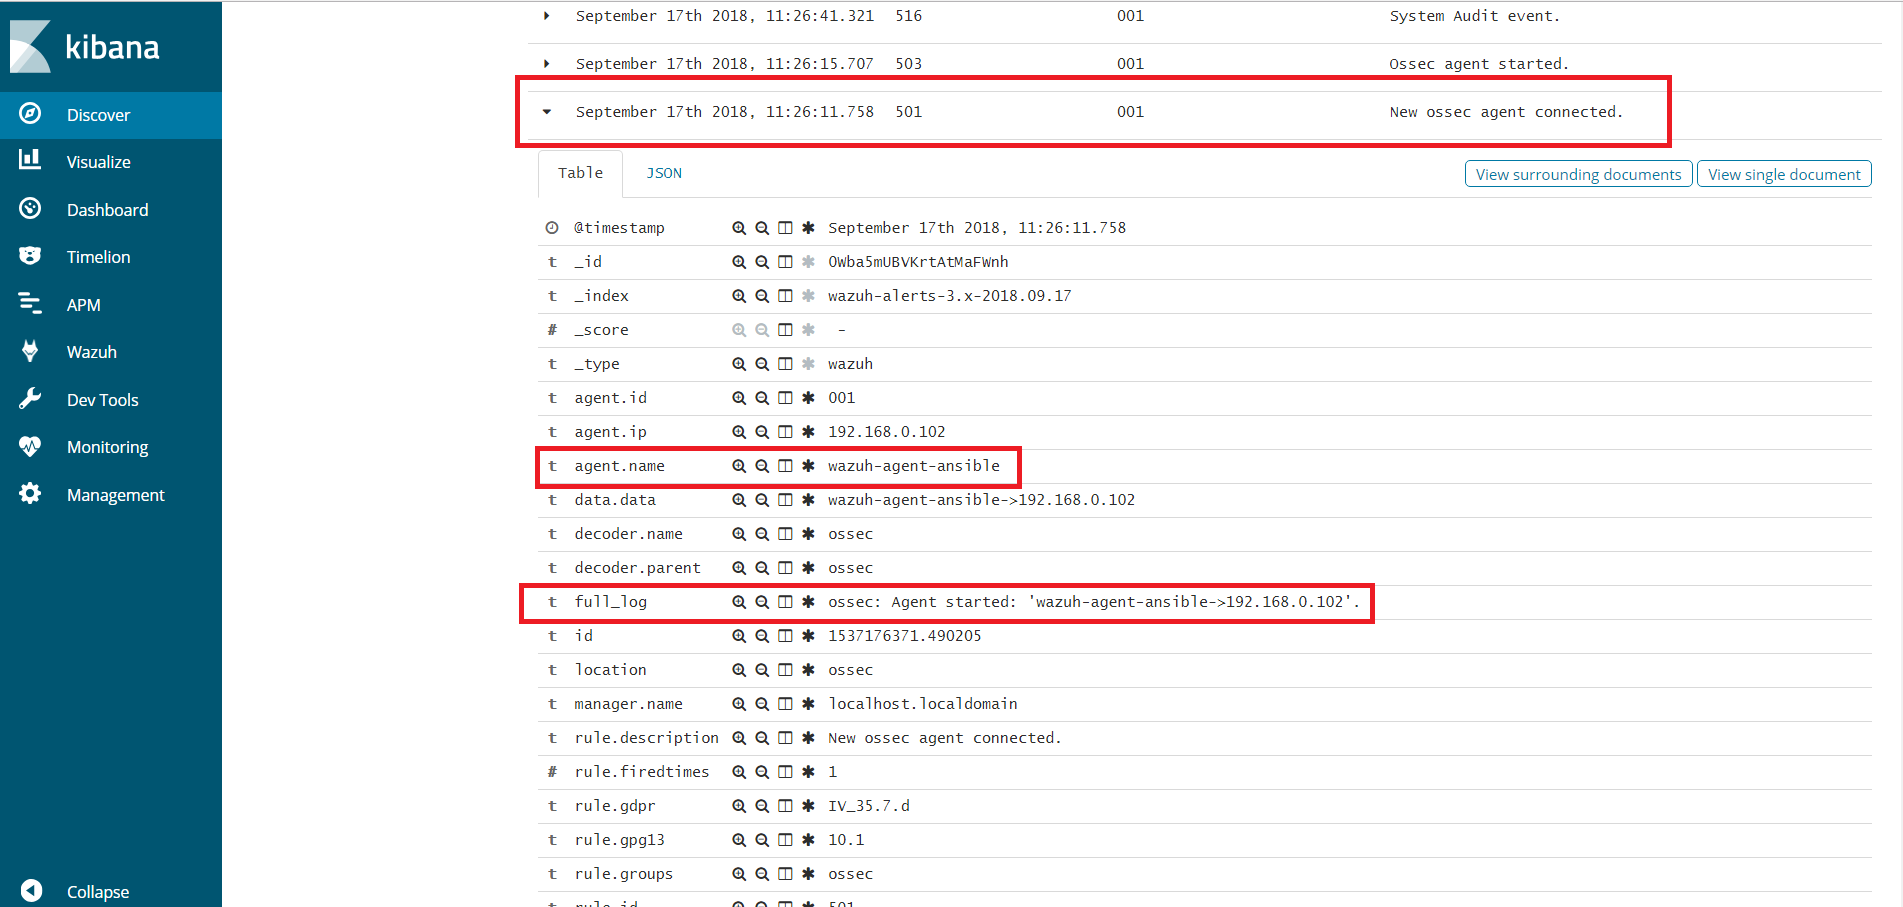 kibana
Discover
Visualize
Dashboard
Timelion
APM
Wazuh
Dev Tools
Monitoring
Management
Collapse
September 17th 2018, 11:26:41.321 516 001 System Audit event.
September 17th 2018, 11:26:15.707 503 001 Ossec agent started.
September 17th 2018, 11:26:11.758 501 001 New ossec agent connected.
Table JSON View surrounding documents View single document
@timestamp September 17th 2018, 11:26:11.758
t _id OWba5mUBVKrtAtMaFWnh
t _index wazuh-alerts-3.x-2018.09.17
# _score -
t _type wazuh
t agent.id 001
t agent.ip 192.168.0.102
t agent.name wazuh-agent-ansible
t data.data wazuh-agent-ansible->192.168.0.102
t decoder.name ossec
t decoder.parent ossec
t full_log ossec: Agent started: 'wazuh-agent-ansible->192.168.0.102'.
t id 1537176371.490205
t location ossec
t manager.name localhost.localdomain
t rule.description New ossec agent connected.
# rule.firedtimes 1
t rule.gdpr IV_35.7.d
t rule.gpg13 10.1
t rule.groups ossec
t rule.id 501